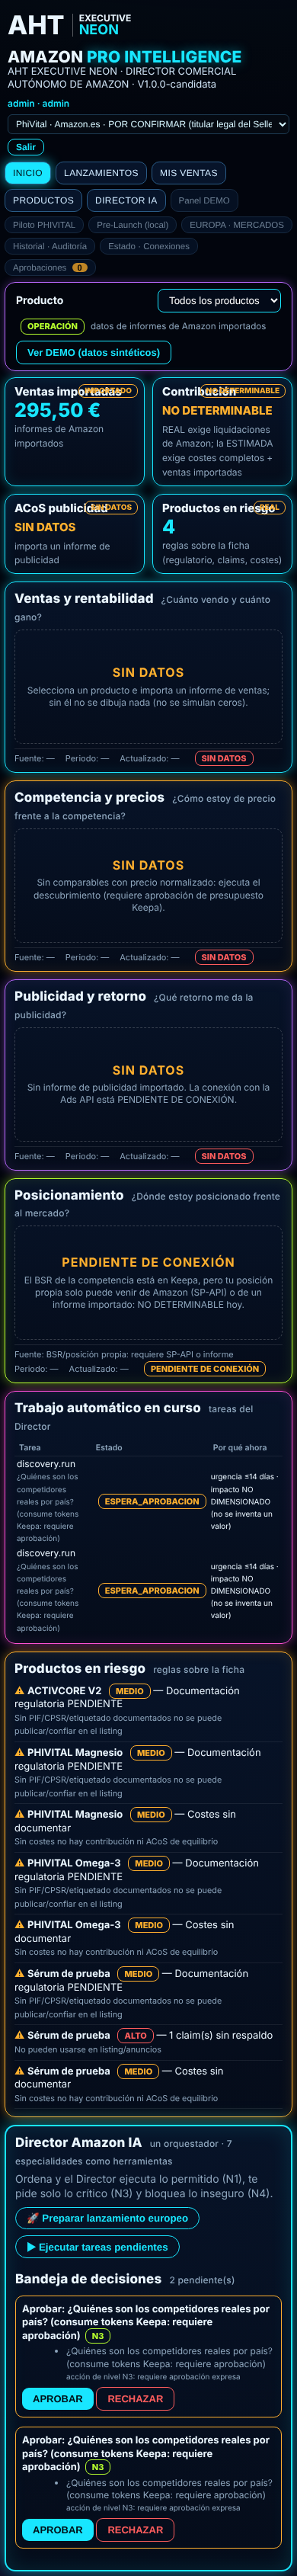 AHT EXECUTIVE NEON
AMAZON PRO INTELLIGENCE
AHT EXECUTIVE NEON · DIRECTOR COMERCIAL
AUTÓNOMO DE AMAZON · V1.0.0-candidata
admin · admin
PhiVital · Amazon.es · POR CONFIRMAR (titular legal del Selle
Salir
INICIO LANZAMIENTOS MIS VENTAS
PRODUCTOS DIRECTOR IA Panel DEMO
Piloto PHIVITAL Pre-Launch (local) EUROPA · MERCADOS
Historial · Auditoría Estado · Conexiones
Aprobaciones 0
Producto Todos los productos
OPERACIÓN datos de informes de Amazon importados
Ver DEMO (datos sintéticos)
Ventas importadas IMPORTADO
295,50 €
informes de Amazon
importados
Contribución NO DETERMINABLE
NO DETERMINABLE
REAL exige liquidaciones
de Amazon; la ESTIMADA
exige costes completos +
ventas importadas
ACoS publicidad SIN DATOS
SIN DATOS
importa un informe de
publicidad
Productos en riesgo REAL
4
reglas sobre la ficha
(regulatorio, claims, costes)
Ventas y rentabilidad ¿Cuánto vendo y cuánto
gano?
SIN DATOS
Selecciona un producto e importa un informe de ventas;
sin él no se dibuja nada (no se simulan ceros).
Fuente: — Periodo: — Actualizado: — SIN DATOS
Competencia y precios ¿Cómo estoy de precio
frente a la competencia?
SIN DATOS
Sin comparables con precio normalizado: ejecuta el
descubrimiento (requiere aprobación de presupuesto
Keepa).
Fuente: — Periodo: — Actualizado: — SIN DATOS
Publicidad y retorno ¿Qué retorno me da la
publicidad?
SIN DATOS
Sin informe de publicidad importado. La conexión con la
Ads API está PENDIENTE DE CONEXIÓN.
Fuente: — Periodo: — Actualizado: — SIN DATOS
Posicionamiento ¿Dónde estoy posicionado frente
al mercado?
PENDIENTE DE CONEXIÓN
El BSR de la competencia está en Keepa, pero tu posición
propia solo puede venir de Amazon (SP-API) o de un
informe importado: NO DETERMINABLE hoy.
Fuente: BSR/posición propia: requiere SP-API o informe
Periodo: — Actualizado: — PENDIENTE DE CONEXIÓN
Trabajo automático en curso tareas del
Director
Tarea Estado Por qué ahora
discovery.run
¿Quiénes son los
competidores
reales por país?
(consume tokens
Keepa: requiere
aprobación)
ESPERA_APROBACION
urgencia ≤14 días ·
impacto NO
DIMENSIONADO
(no se inventa un
valor)
discovery.run
¿Quiénes son los
competidores
reales por país?
(consume tokens
Keepa: requiere
aprobación)
ESPERA_APROBACION
urgencia ≤14 días ·
impacto NO
DIMENSIONADO
(no se inventa un
valor)
Productos en riesgo reglas sobre la ficha
⚠ ACTIVCORE V2 MEDIO — Documentación
regulatoria PENDIENTE
Sin PIF/CPSR/etiquetado documentados no se puede
publicar/confiar en el listing
⚠ PHIVITAL Magnesio MEDIO — Documentación
regulatoria PENDIENTE
Sin PIF/CPSR/etiquetado documentados no se puede
publicar/confiar en el listing
⚠ PHIVITAL Magnesio MEDIO — Costes sin
documentar
Sin costes no hay contribución ni ACoS de equilibrio
⚠ PHIVITAL Omega-3 MEDIO — Documentación
regulatoria PENDIENTE
Sin PIF/CPSR/etiquetado documentados no se puede
publicar/confiar en el listing
⚠ PHIVITAL Omega-3 MEDIO — Costes sin
documentar
Sin costes no hay contribución ni ACoS de equilibrio
⚠ Sérum de prueba MEDIO — Documentación
regulatoria PENDIENTE
Sin PIF/CPSR/etiquetado documentados no se puede
publicar/confiar en el listing
⚠ Sérum de prueba ALTO — 1 claim(s) sin respaldo
No pueden usarse en listing/anuncios
⚠ Sérum de prueba MEDIO — Costes sin
documentar
Sin costes no hay contribución ni ACoS de equilibrio
Director Amazon IA un orquestador · 7
especialidades como herramientas
Ordena y el Director ejecuta lo permitido (N1), te
pide solo lo crítico (N3) y bloquea lo inseguro (N4).
🚀 Preparar lanzamiento europeo
▶ Ejecutar tareas pendientes
Bandeja de decisiones 2 pendiente(s)
Aprobar: ¿Quiénes son los competidores reales por
país? (consume tokens Keepa: requiere
aprobación) N3
• ¿Quiénes son los competidores reales por país?
(consume tokens Keepa: requiere aprobación)
acción de nivel N3: requiere aprobación expresa
APROBAR RECHAZAR
Aprobar: ¿Quiénes son los competidores reales por
país? (consume tokens Keepa: requiere
aprobación) N3
• ¿Quiénes son los competidores reales por país?
(consume tokens Keepa: requiere aprobación)
acción de nivel N3: requiere aprobación expresa
APROBAR RECHAZAR